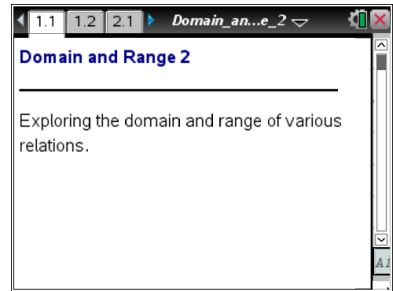 1.1 1.2 2.1 Domain_an...e_2
Domain and Range 2
Exploring the domain and range of various
relations.